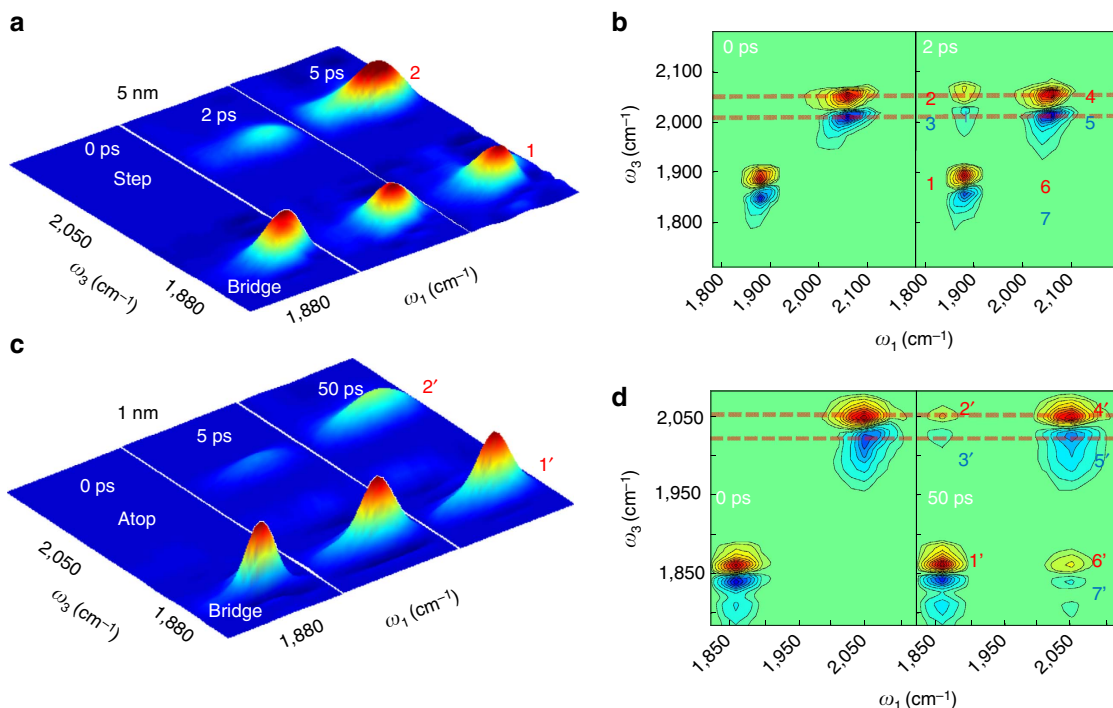 a
5 nm
5 ps
2
2 ps
0 ps
1
Step
Bridge
2,050
1,880
ω3 (cm−1)
1,880
ω1 (cm−1)
b
0 ps
2 ps
2,100
2,000
1,900
1,800
ω3 (cm−1)
2
4
3
5
1
6
7
1,800
1,900
2,000
2,100
1,800
1,900
2,000
2,100
ω1 (cm−1)
c
1 nm
50 ps
2′
5 ps
0 ps
1′
Atop
Bridge
2,050
1,880
ω3 (cm−1)
1,880
ω1 (cm−1)
d
2,050
1,950
1,850
ω3 (cm−1)
0 ps
50 ps
2′
4′
3′
5′
1’
6’
7’
1,850
1,950
2,050
1,850
1,950
2,050
ω1 (cm−1)